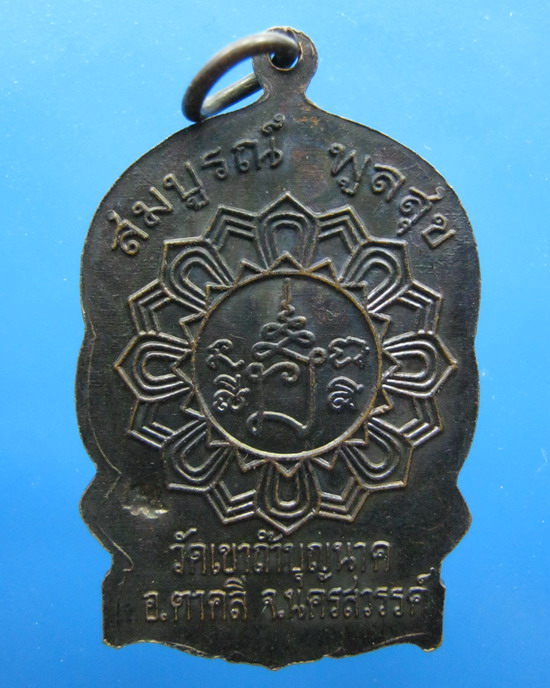 สมบูรณ์ พูลสุข
วัดเขาถ้ำบุญนาค
อ.ตาคลี จ.นครสวรรค์